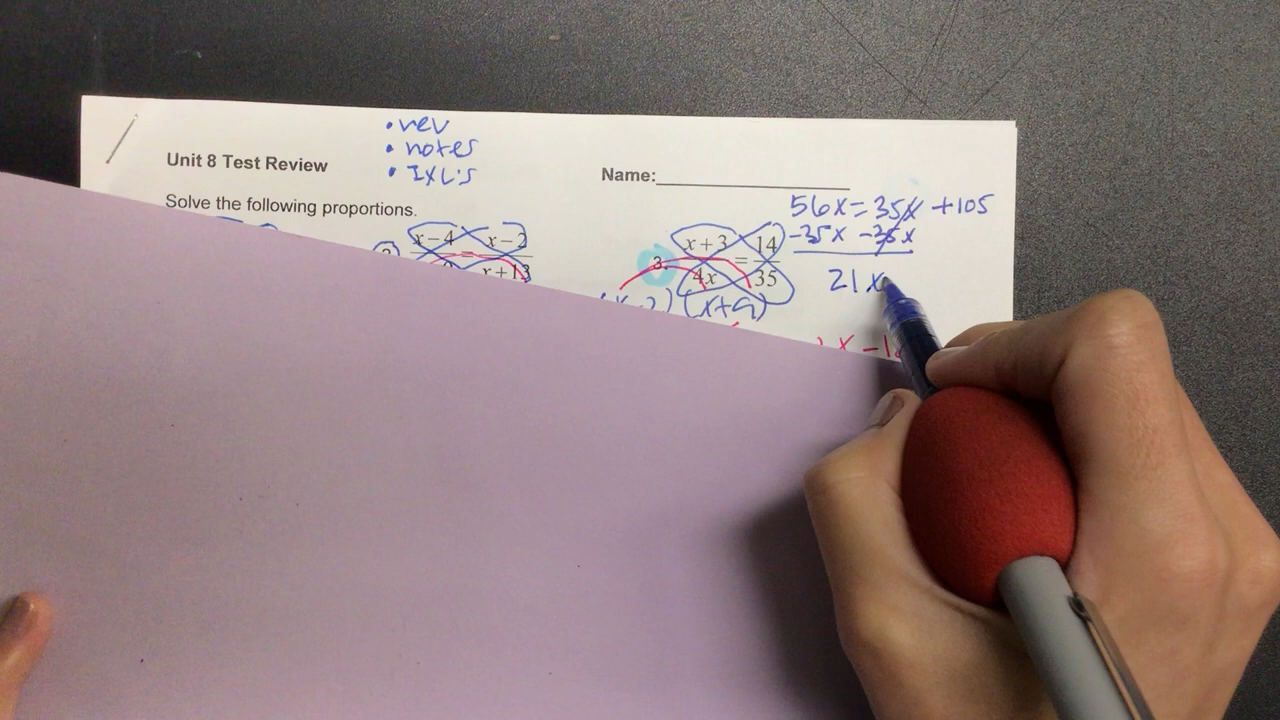 • rev
• notes
• IXL's
Unit 8 Test Review
Name:
Solve the following proportions.
x−4 x−2
=
x+13
3.
x+3 = 14
4x 35
(x+9)
56x = 35x +105
−35x −35x
21x
x −1